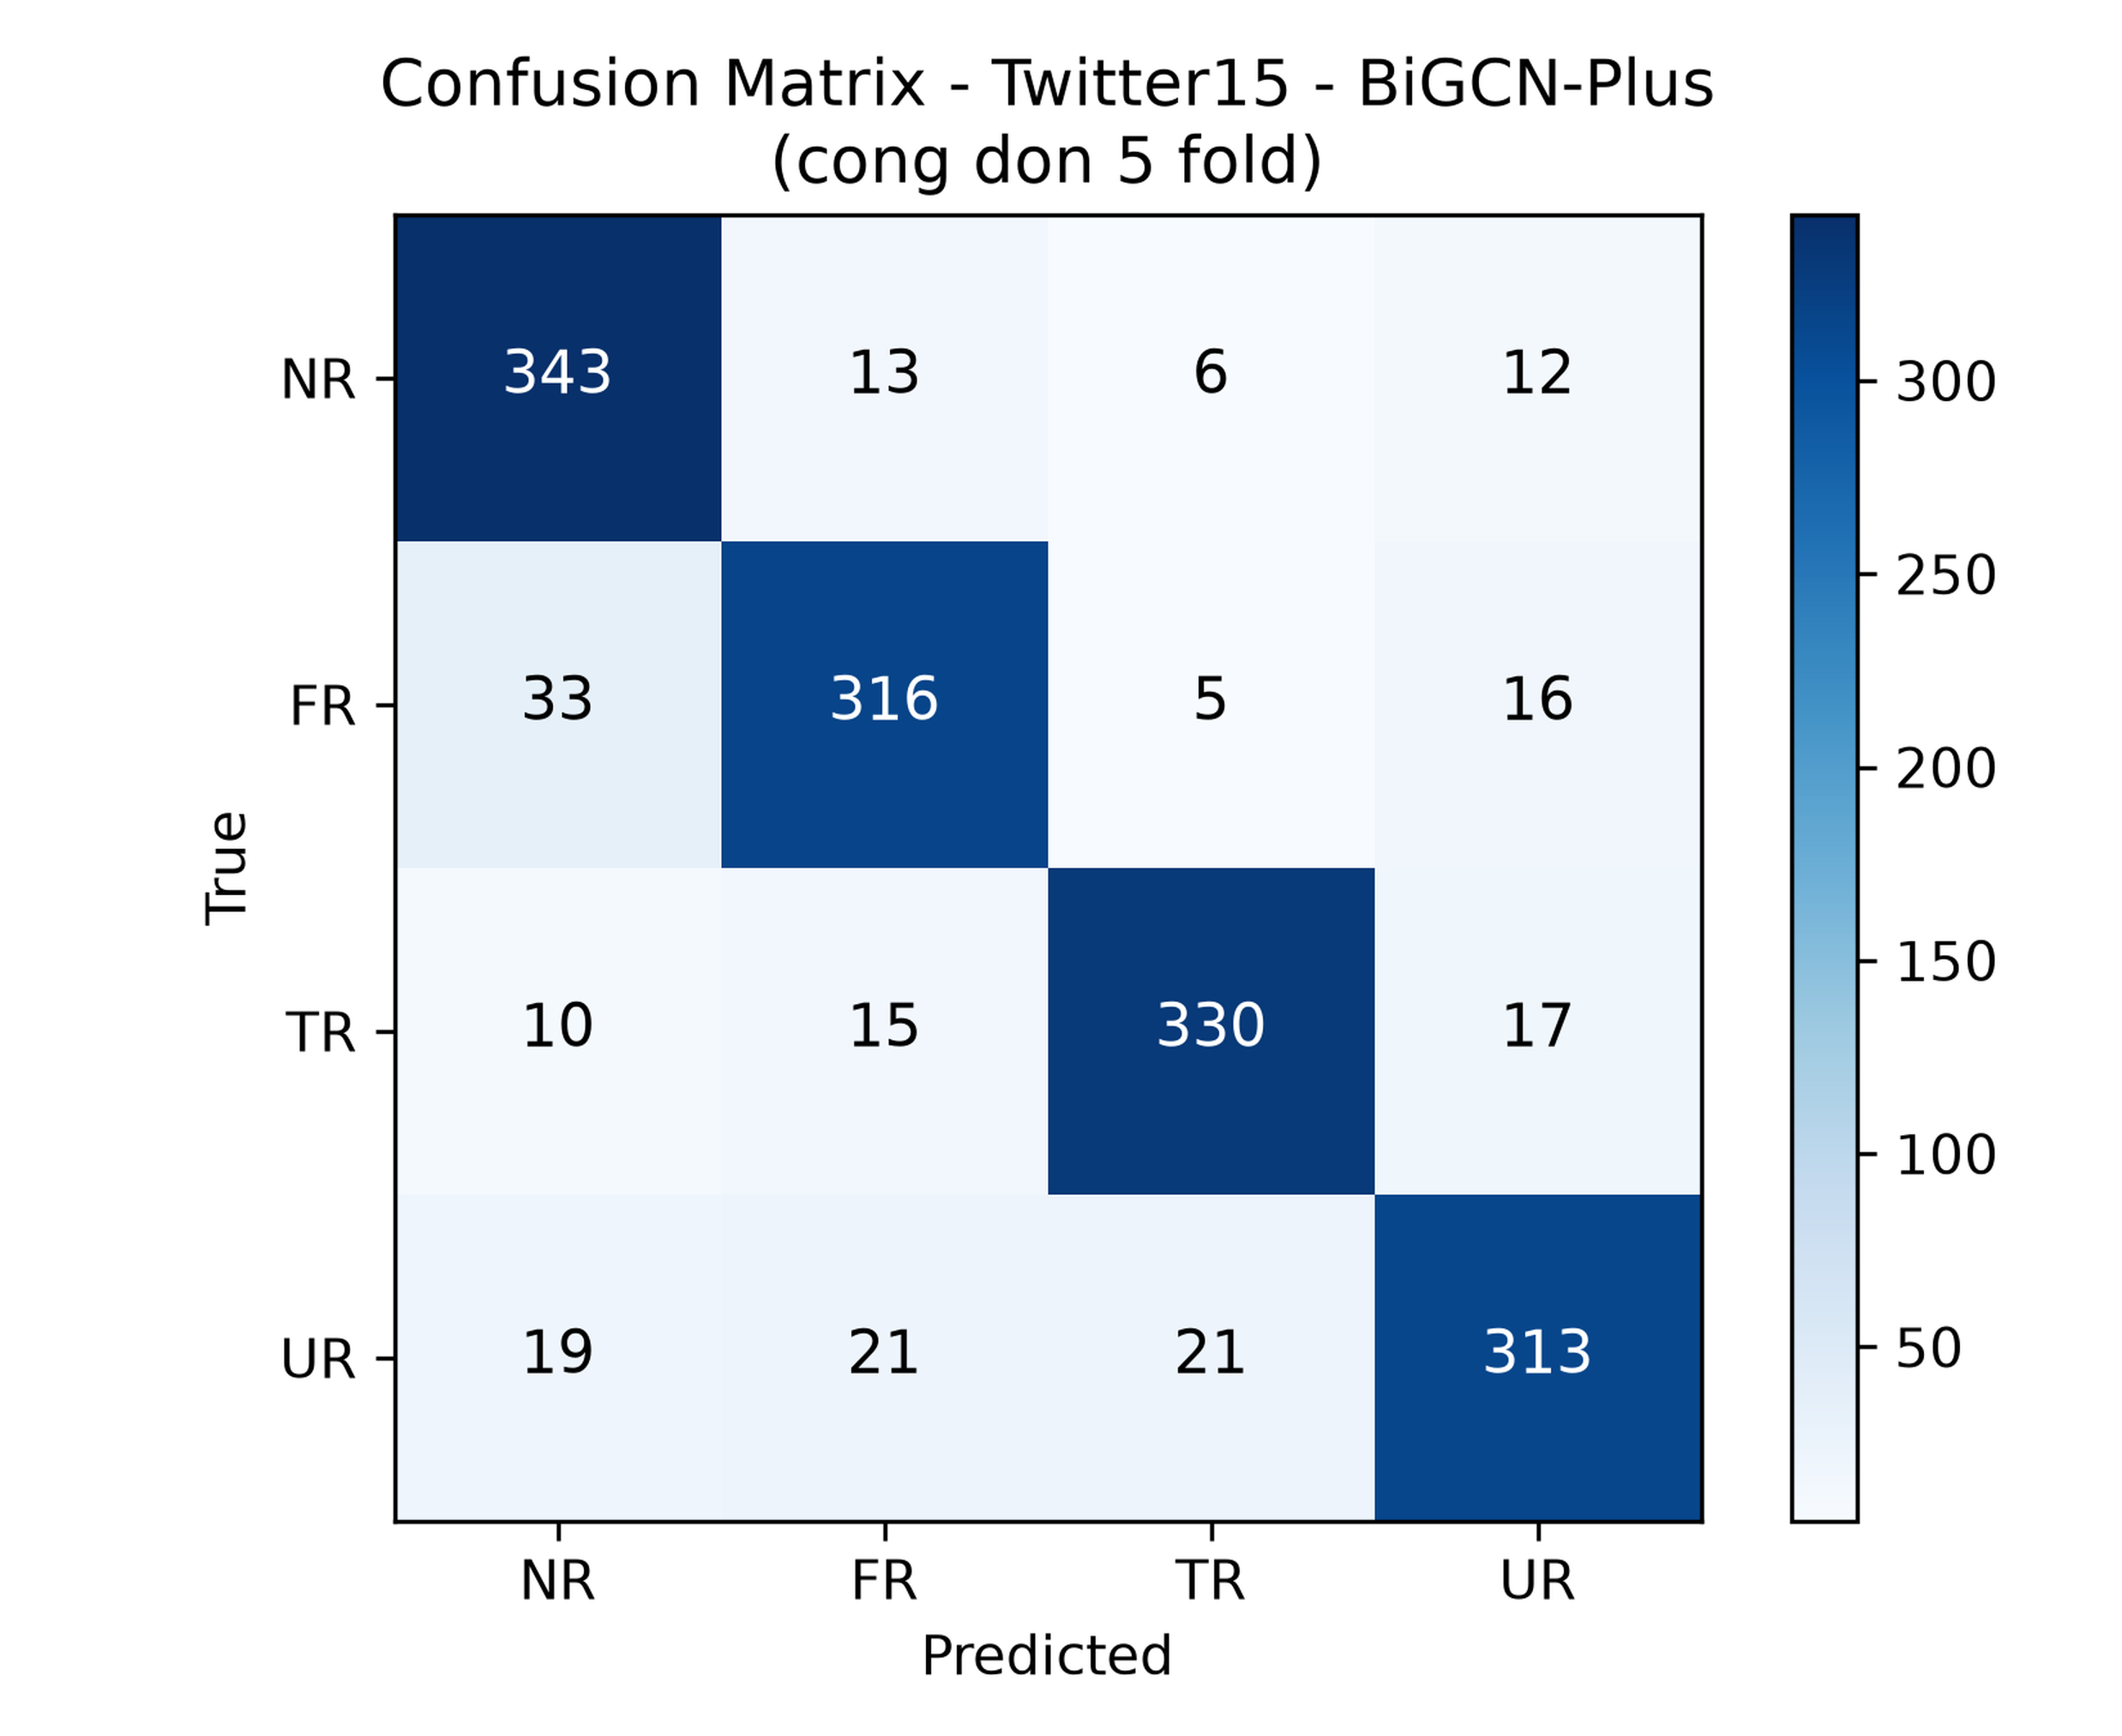 Confusion Matrix - Twitter15 - BiGCN-Plus
(cong don 5 fold)
NR 343 13 6 12
FR 33 316 5 16
TR 10 15 330 17
UR 19 21 21 313
NR FR TR UR
Predicted
True
300
250
200
150
100
50